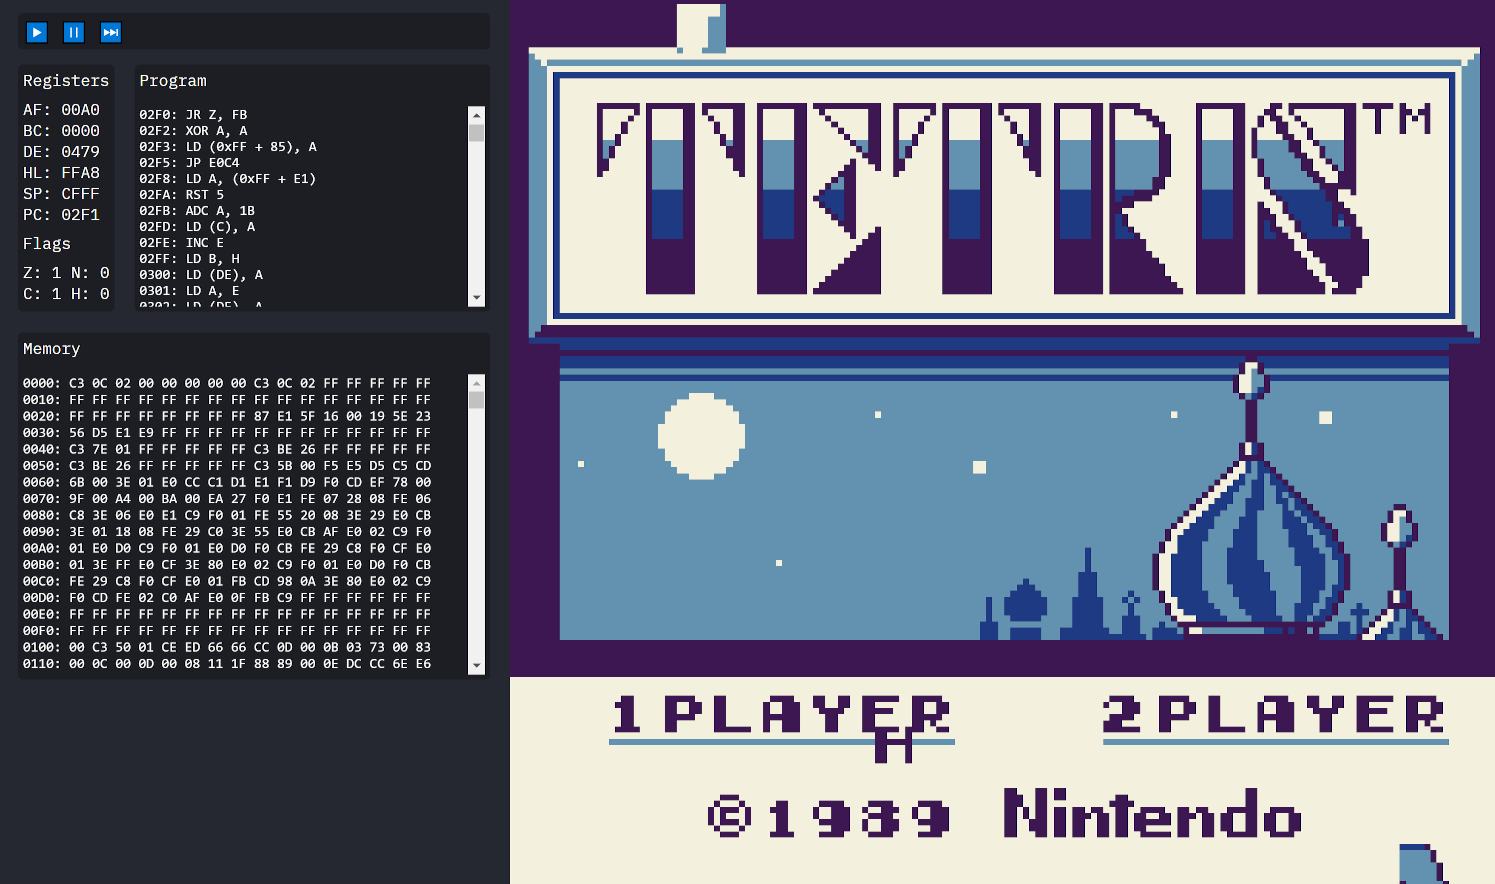 Registers
AF: 00A0
BC: 0000
DE: 0479
HL: FFA8
SP: CFFF
PC: 02F1
Flags
Z: 1 N: 0
C: 1 H: 0
Program
02F0: JR Z, FB
02F2: XOR A, A
02F3: LD (0xFF + 85), A
02F5: JP E0C4
02F8: LD A, (0xFF + E1)
02FA: RST 5
02FB: ADC A, 1B
02FD: LD (C), A
02FE: INC E
02FF: LD B, H
0300: LD (DE), A
0301: LD A, E
0302: LD (DE), A
Memory
0000: C3 0C 02 00 00 00 00 00 C3 0C 02 FF FF FF FF FF
0010: FF FF FF FF FF FF FF FF FF FF FF FF FF FF FF FF
0020: FF FF FF FF FF FF FF FF 87 E1 5F 16 00 19 5E 23
0030: 56 D5 E1 E9 FF FF FF FF FF FF FF FF FF FF FF FF
0040: C3 7E 01 FF FF FF FF FF C3 BE 26 FF FF FF FF FF
0050: C3 BE 26 FF FF FF FF FF C3 5B 00 F5 E5 D5 C5 CD
0060: 6B 00 3E 01 E0 CC C1 D1 E1 F1 D9 F0 CD EF 78 00
0070: 9F 00 A4 00 BA 00 EA 27 F0 E1 FE 07 28 08 FE 06
0080: C8 3E 06 E0 E1 C9 F0 01 FE 55 20 08 3E 29 E0 CB
0090: 3E 01 18 08 FE 29 C0 3E 55 E0 CB AF E0 02 C9 F0
00A0: 01 E0 D0 C9 F0 01 E0 D0 F0 CB FE 29 C8 F0 CF E0
00B0: 01 3E FF E0 CF 3E 80 E0 02 C9 F0 01 E0 D0 F0 CB
00C0: FE 29 C8 F0 CF E0 01 FB CD 98 0A 3E 80 E0 02 C9
00D0: F0 CD FE 02 C0 AF E0 0F FB C9 FF FF FF FF FF FF
00E0: FF FF FF FF FF FF FF FF FF FF FF FF FF FF FF FF
00F0: FF FF FF FF FF FF FF FF FF FF FF FF FF FF FF FF
0100: 00 C3 50 01 CE ED 66 66 CC 0D 00 0B 03 73 00 83
0110: 00 0C 00 0D 00 08 11 1F 88 89 00 0E DC CC 6E E6
TETRIS™
1PLAYER 2PLAYER
H
©1989 Nintendo